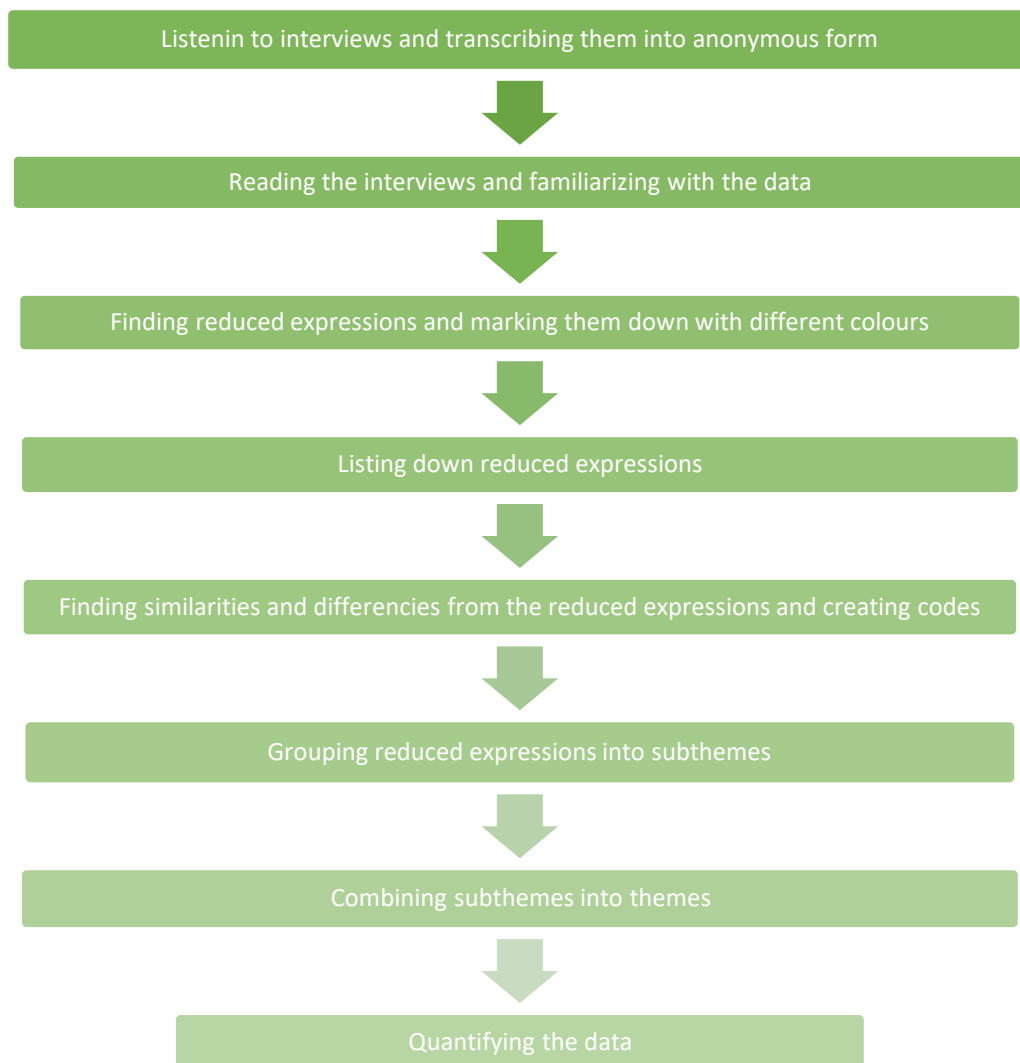 Listenin to interviews and transcribing them into anonymous form
Reading the interviews and familiarizing with the data
Finding reduced expressions and marking them down with different colours
Listing down reduced expressions
Finding similarities and differencies from the reduced expressions and creating codes
Grouping reduced expressions into subthemes
Combining subthemes into themes
Quantifying the data